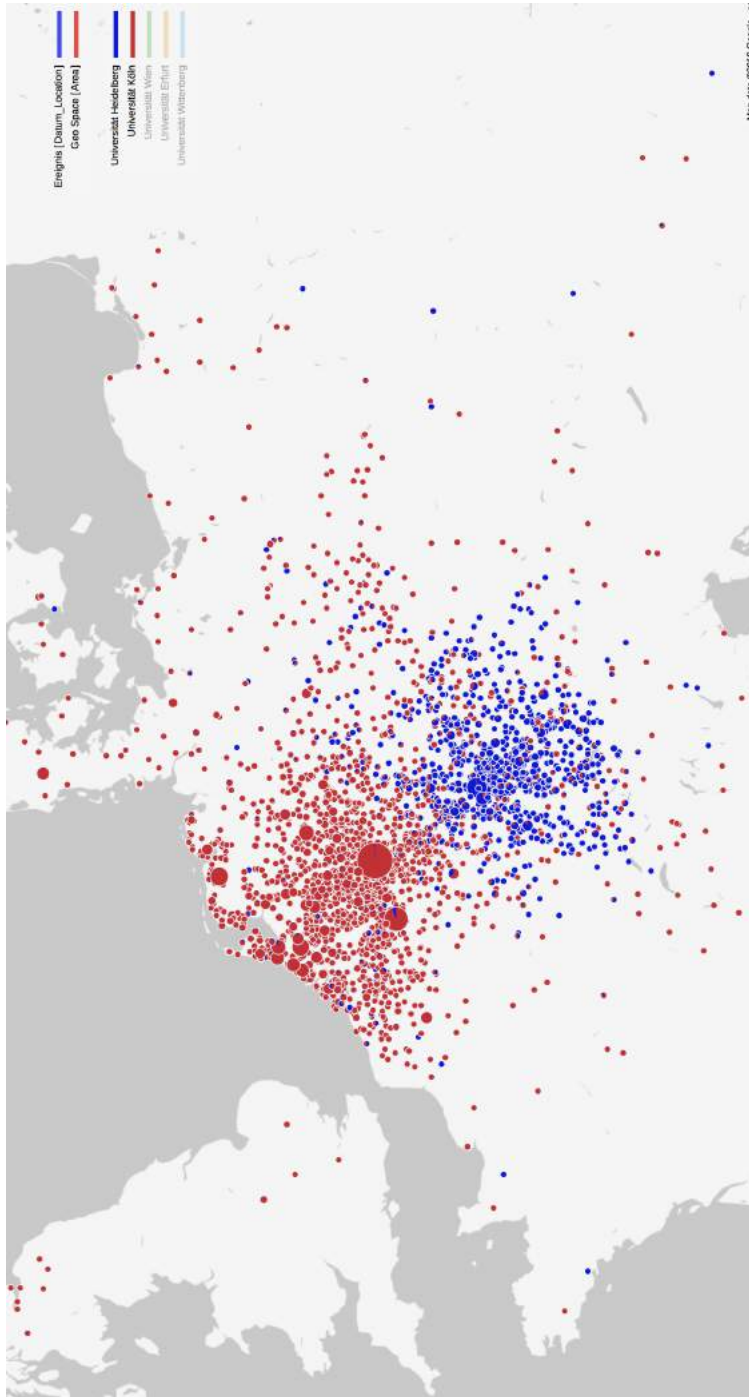 Ereignis [Datum_Location]
Geo Space [Area]
Universität Heidelberg
Universität Köln
Universität Wien
Universität Erfurt
Universität Wittenberg